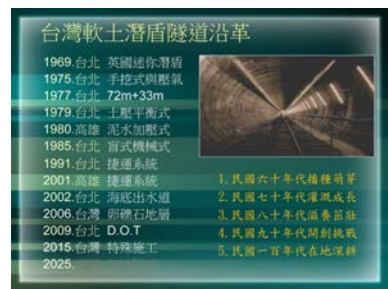 台灣軟土潛盾隧道沿革
1969.台北 英國迷你潛盾
1975.台北 手挖式與壓氣
1977.台北 72m+33m
1979.台北 土壓平衡式
1980.高雄 泥水加壓式
1985.台北 盲式機械式
1991.台北 捷運系統
2001.高雄 捷運系統
2002.台北 海底出水道
2006.台灣 卵礫石地層
2009.台北 D.O.T
2015.台灣 特殊施工
2025.
1.民國六十年代播種萌芽
2.民國七十年代灌溉成長
3.民國八十年代滋養茁壯
4.民國九十年代開創挑戰
5.民國一百年代在地深耕